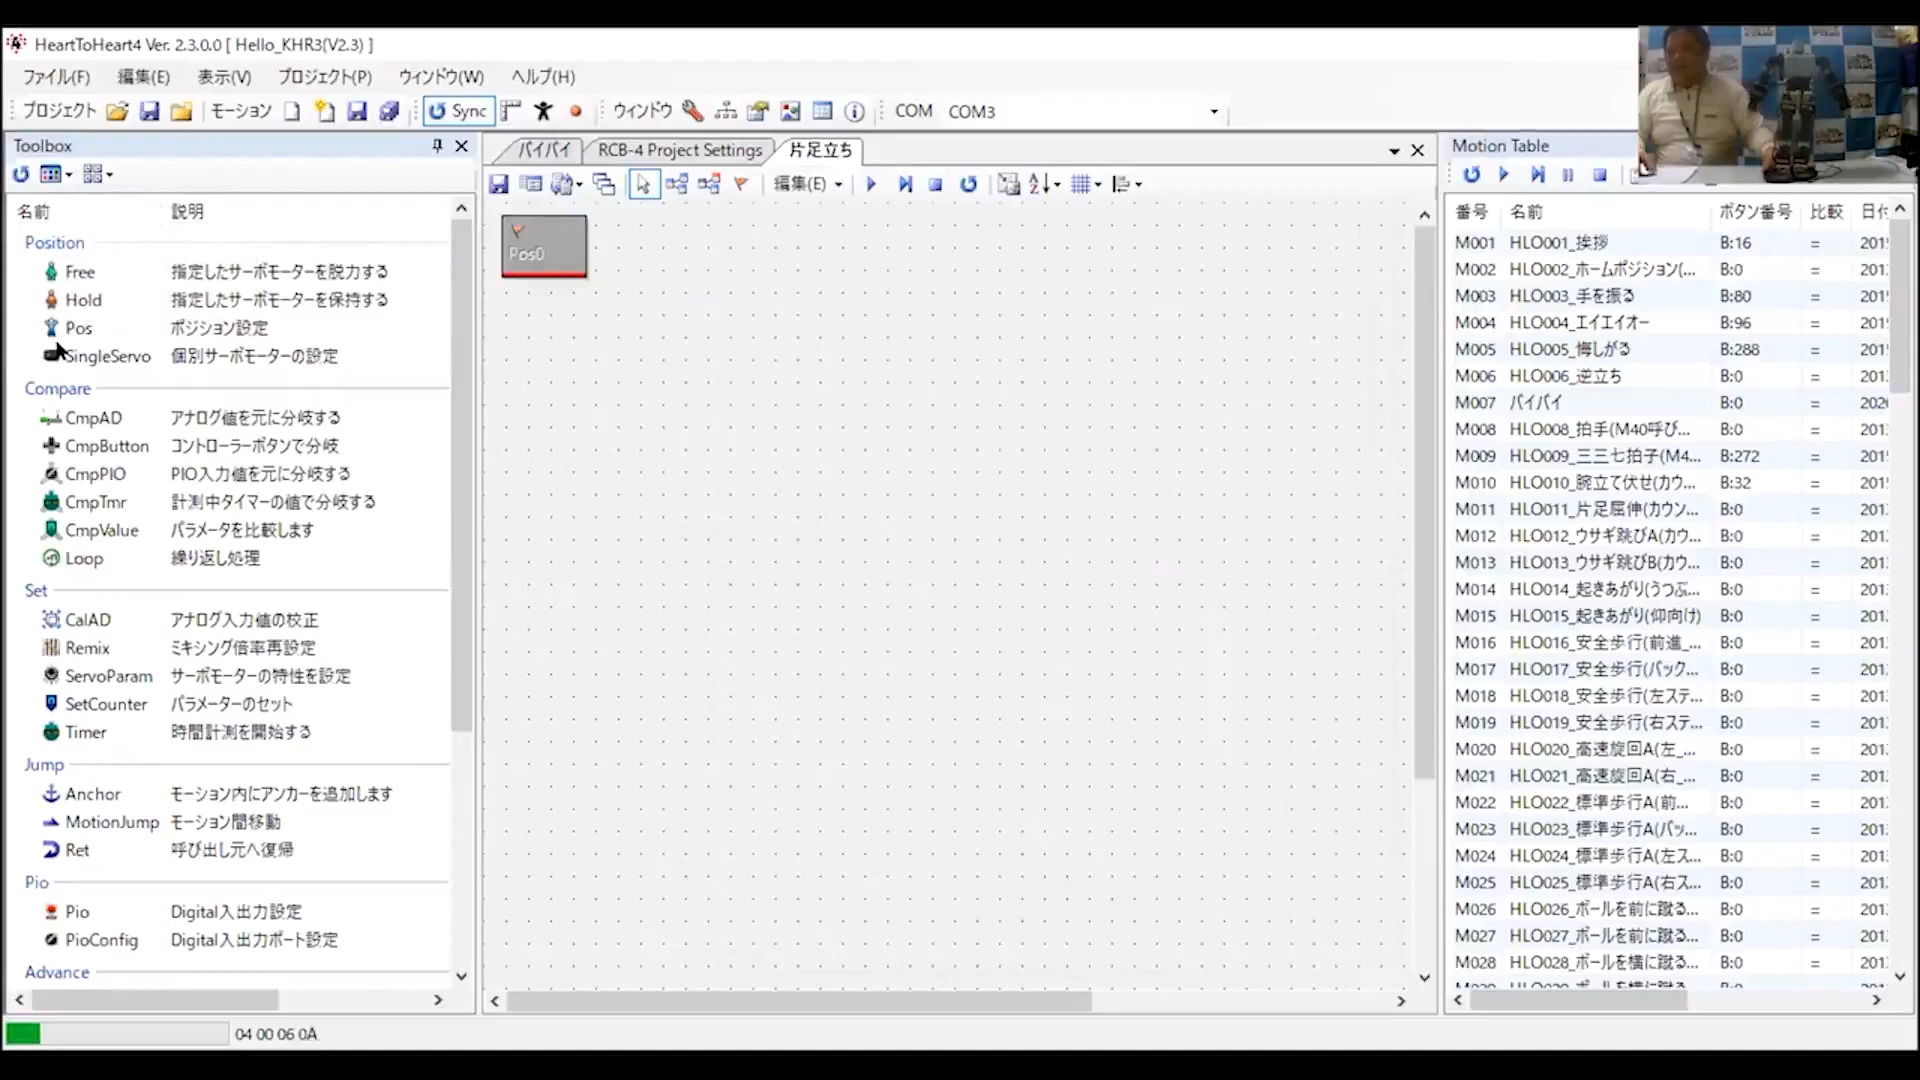 HeartToHeart4 Ver. 2.3.0.0 [ Hello_KHR3(V2.3) ]
ファイル(F) 編集(E) 表示(V) プロジェクト(P) ウィンドウ(W) ヘルプ(H)
プロジェクト モーション Sync ウィンドウ COM COM3
Toolbox
名前 説明
Position
Free 指定したサーボモーターを脱力する
Hold 指定したサーボモーターを保持する
Pos ポジション設定
SingleServo 個別サーボモーターの設定
Compare
CmpAD アナログ値を元に分岐する
CmpButton コントローラーボタンで分岐
CmpPIO PIO入力値を元に分岐する
CmpTmr 計測中タイマーの値で分岐する
CmpValue パラメータを比較します
Loop 繰り返し処理
Set
CalAD アナログ入力値の校正
Remix ミキシング倍率再設定
ServoParam サーボモーターの特性を設定
SetCounter パラメーターのセット
Timer 時間計測を開始する
Jump
Anchor モーション内にアンカーを追加します
MotionJump モーション間移動
Ret 呼び出し元へ復帰
Pio
Pio Digital入出力設定
PioConfig Digital入出力ポート設定
Advance
バイバイ RCB-4 Project Settings 片足立ち
編集(E)
Pos0
Motion Table
番号 名前 ボタン番号 比較 日付
M001 HLO001_挨拶 B:16 = 201
M002 HLO002_ホームポジション(... B:0 = 201
M003 HLO003_手を振る B:80 = 201
M004 HLO004_エイエイオー B:96 = 201
M005 HLO005_悔しがる B:288 = 201
M006 HLO006_逆立ち B:0 = 201
M007 バイバイ B:0 = 202
M008 HLO008_拍手(M40呼び... B:0 = 201
M009 HLO009_三三七拍子(M4... B:272 = 201
M010 HLO010_腕立て伏せ(カウ... B:32 = 201
M011 HLO011_片足屈伸(カウン... B:0 = 201
M012 HLO012_ウサギ跳びA(カウ... B:0 = 201
M013 HLO013_ウサギ跳びB(カウ... B:0 = 201
M014 HLO014_起きあがり(うつぶ... B:0 = 201
M015 HLO015_起きあがり(仰向け) B:0 = 201
M016 HLO016_安全歩行(前進_... B:0 = 201
M017 HLO017_安全歩行(バック... B:0 = 201
M018 HLO018_安全歩行(左ステ... B:0 = 201
M019 HLO019_安全歩行(右ステ... B:0 = 201
M020 HLO020_高速旋回A(左_... B:0 = 201
M021 HLO021_高速旋回A(右_... B:0 = 201
M022 HLO022_標準歩行A(前... B:0 = 201
M023 HLO023_標準歩行A(バッ... B:0 = 201
M024 HLO024_標準歩行A(左ス... B:0 = 201
M025 HLO025_標準歩行A(右ス... B:0 = 201
M026 HLO026_ボールを前に蹴る... B:0 = 201
M027 HLO027_ボールを前に蹴る... B:0 = 201
M028 HLO028_ボールを横に蹴る... B:0 = 201
04 00 06 0A